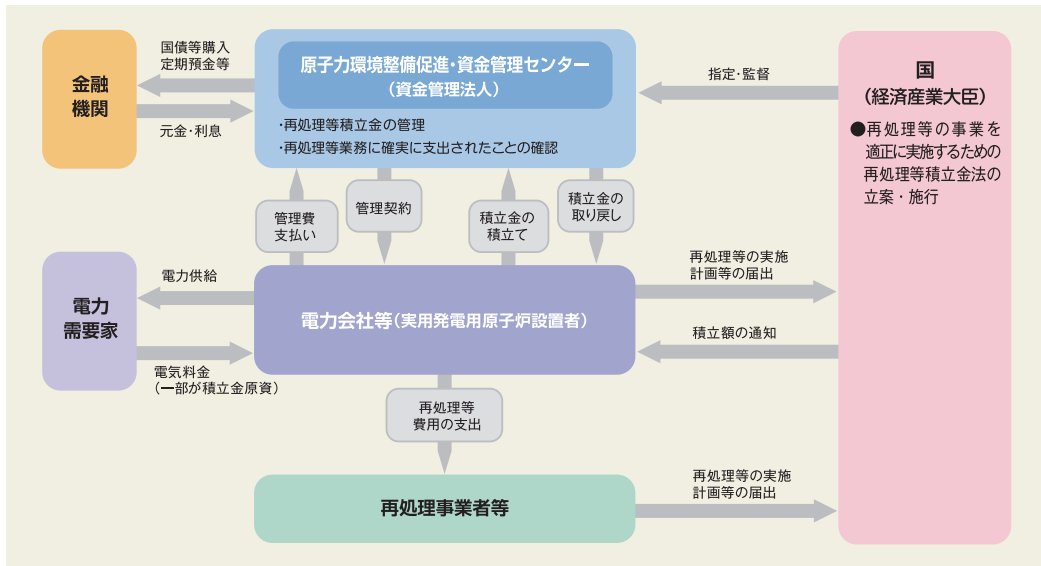 金融
機関
国債等購入
定期預金等
元金・利息
原子力環境整備促進・資金管理センター
（資金管理法人）
・再処理等積立金の管理
・再処理等業務に確実に支出されたことの確認
指定・監督
国
（経済産業大臣）
●再処理等の事業を
適正に実施するための
再処理等積立金法の
立案・施行
管理費
支払い
管理契約
積立金の
積立て
積立金の
取り戻し
電力
需要家
電力供給
電気料金
（一部が積立金原資）
電力会社等（実用発電用原子炉設置者）
再処理等の実施
計画等の届出
積立額の通知
再処理等
費用の支出
再処理事業者等
再処理等の実施
計画等の届出